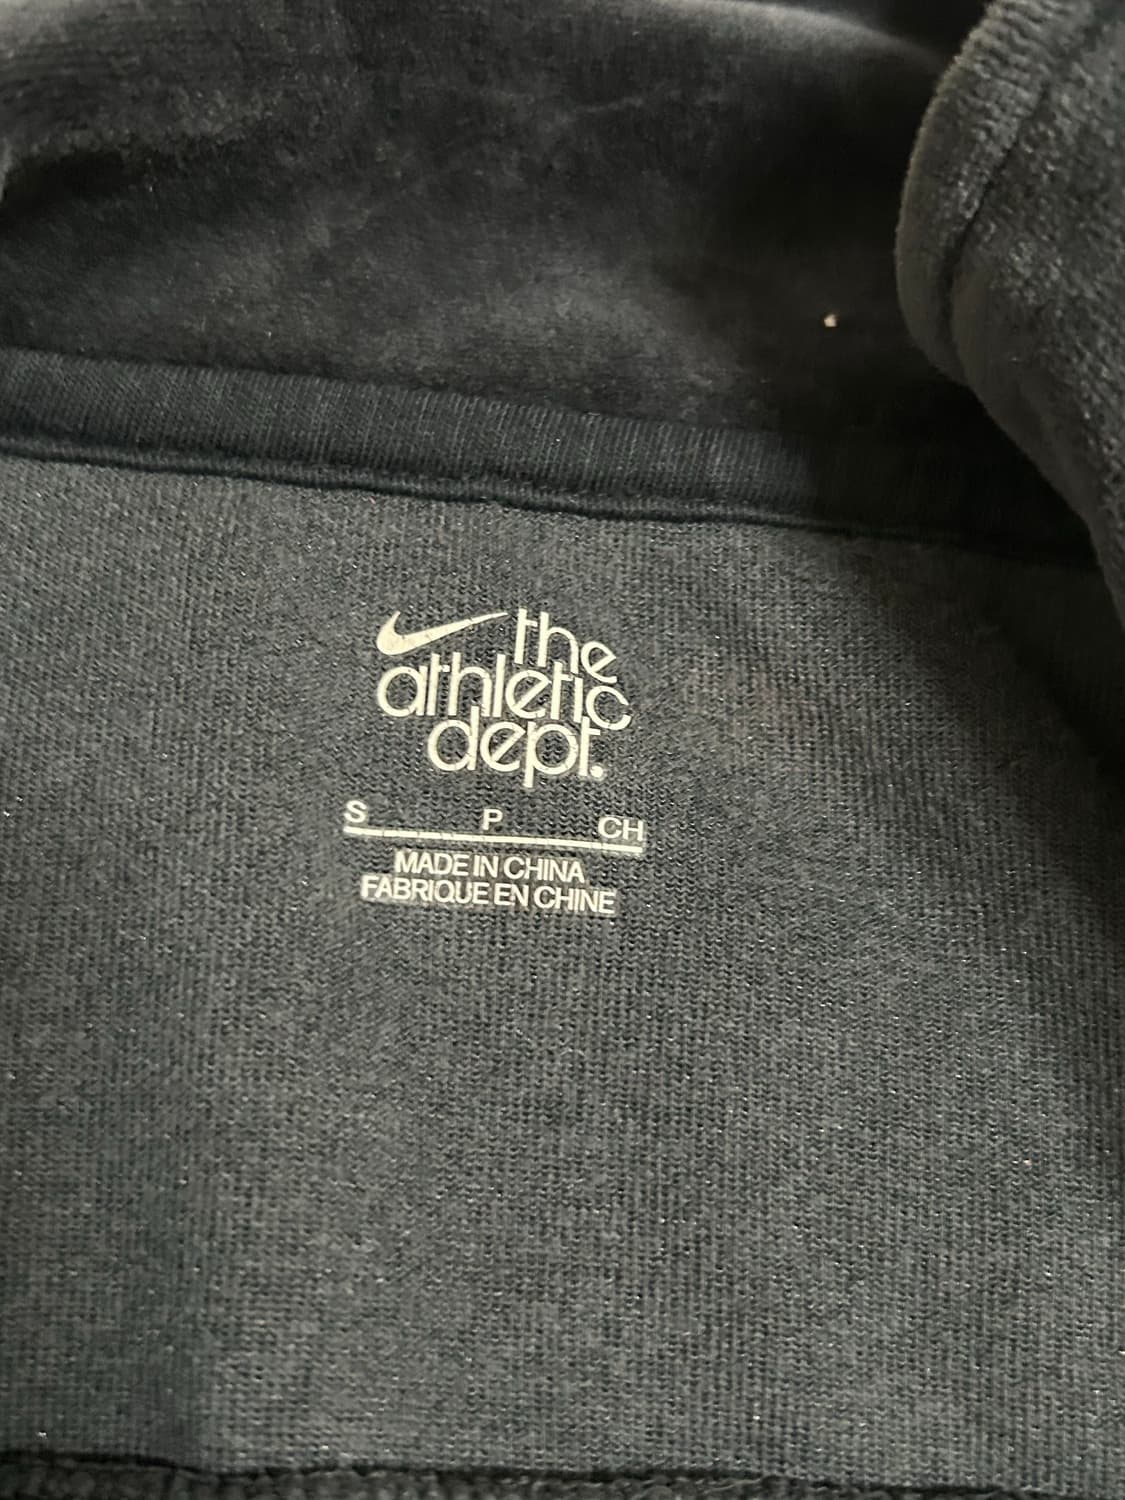 the
athletic
dept.
S P CH
MADE IN CHINA
FABRIQUE EN CHINE